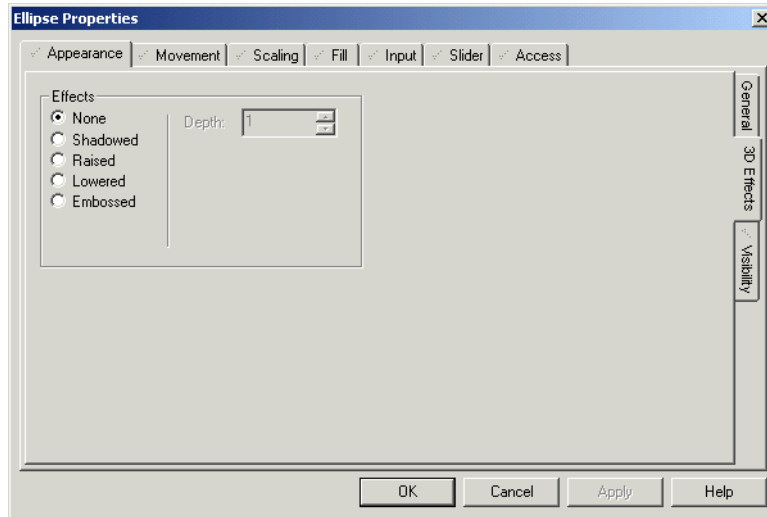 Ellipse Properties
Appearance Movement Scaling Fill Input Slider Access
Effects
None
Shadowed
Raised
Lowered
Embossed
Depth: 1
General
3D Effects
Visibility
OK Cancel Apply Help